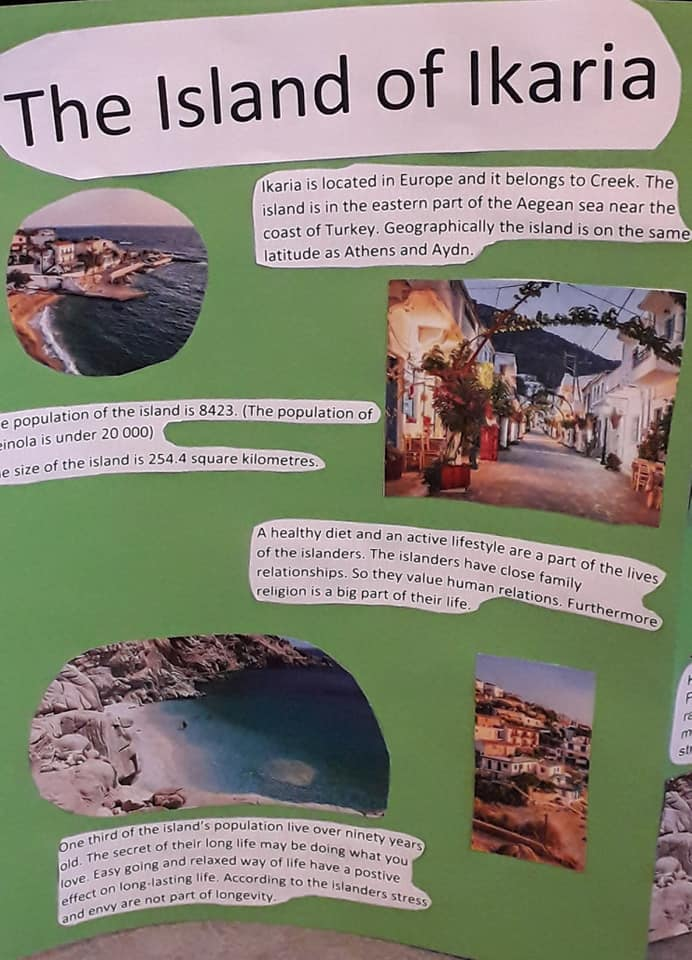 The Island of Ikaria
Ikaria is located in Europe and it belongs to Creek. The
island is in the eastern part of the Aegean sea near the
coast of Turkey. Geographically the island is on the same
latitude as Athens and Aydn.
e population of the island is 8423. (The population of
einola is under 20 000)
e size of the island is 254.4 square kilometres.
A healthy diet and an active lifestyle are a part of the lives
of the islanders. The islanders have close family
relationships. So they value human relations. Furthermore
religion is a big part of their life.
One third of the island's population live over ninety years
old. The secret of their long life may be doing what you
love. Easy going and relaxed way of life have a postive
effect on long-lasting life. According to the islanders stress
and envy are not part of longevity.